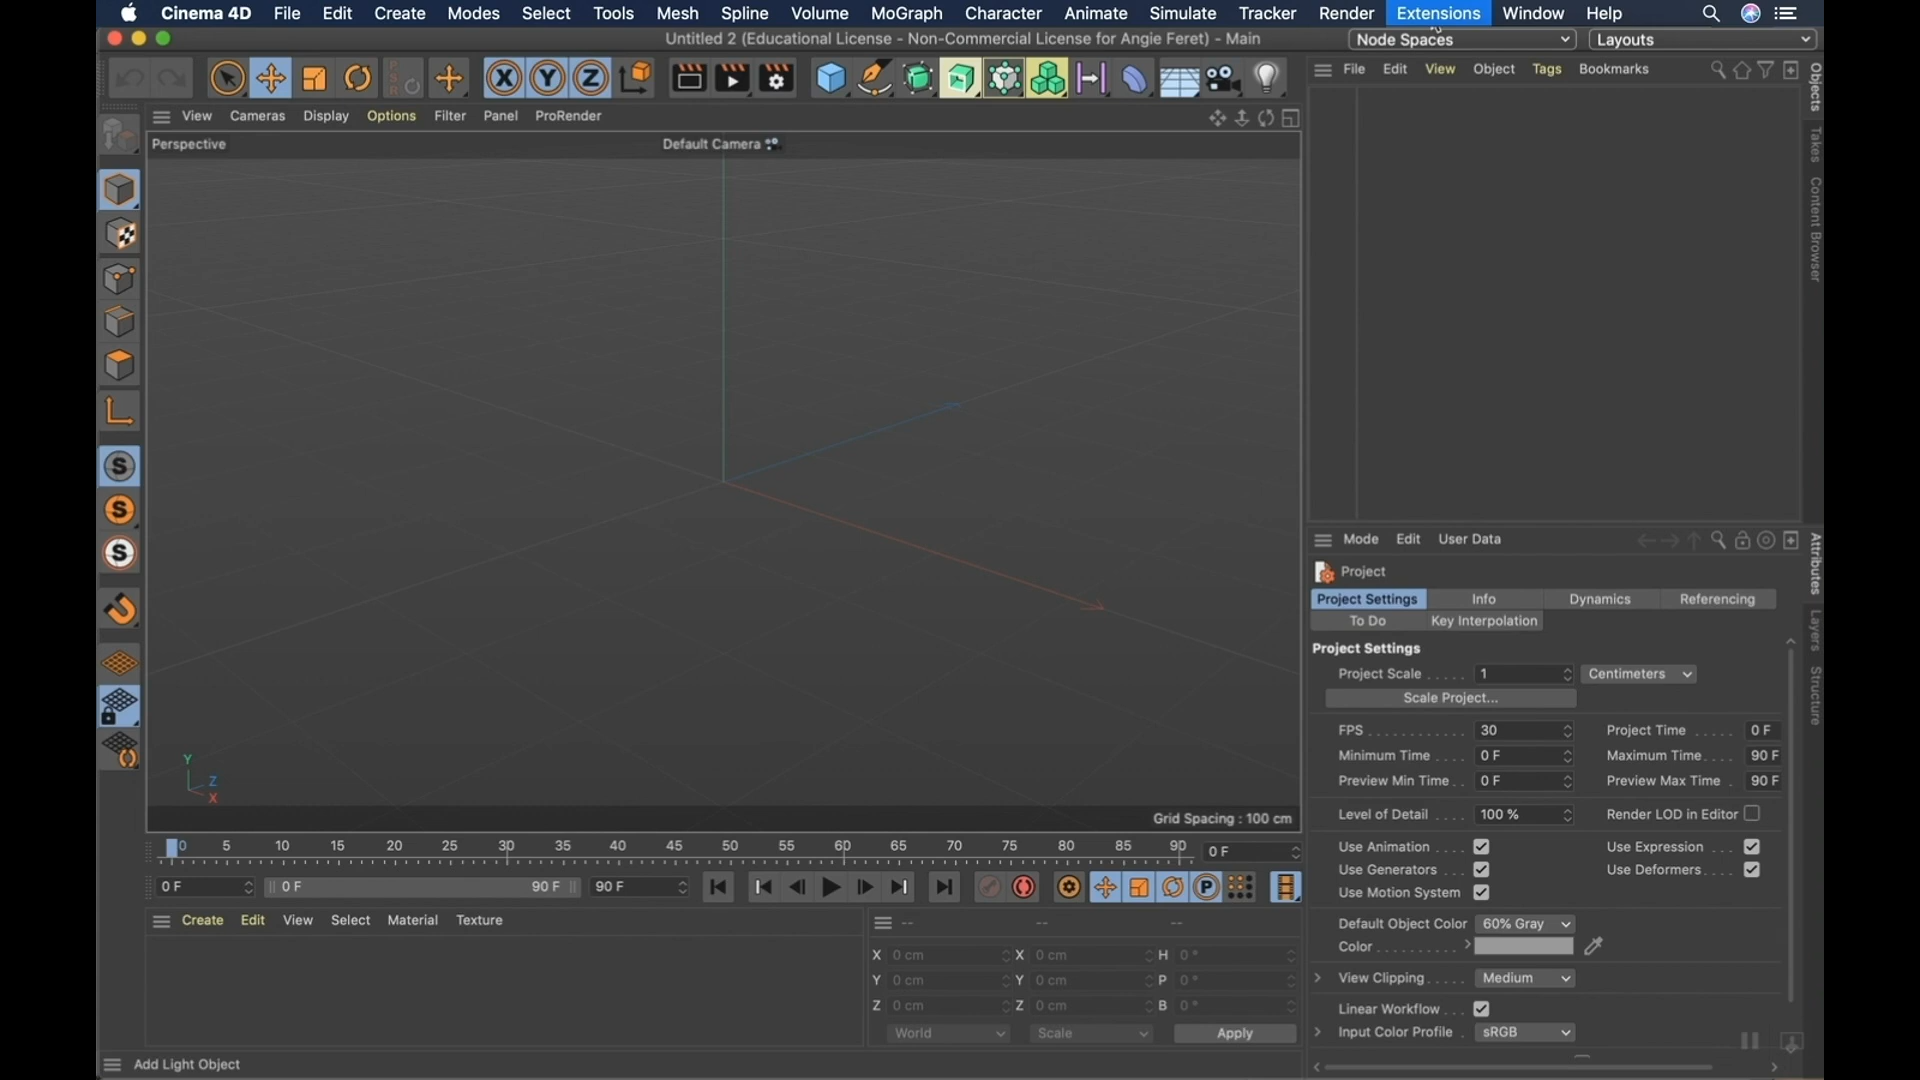 Cinema 4D File Edit Create Modes Select Tools Mesh Spline Volume MoGraph Character Animate Simulate Tracker Render Extensions Window Help
Untitled 2 (Educational License - Non-Commercial License for Angie Feret) - Main
Node Spaces Layouts
PSR X Y Z
File Edit View Object Tags Bookmarks
Objects
Takes
Content Browser
View Cameras Display Options Filter Panel ProRender
Perspective
Default Camera
S
S
S
Y
Z
X
Grid Spacing : 100 cm
Mode Edit User Data
Attributes
Layers
Structure
Project
Project Settings Info Dynamics Referencing
To Do Key Interpolation
Project Settings
Project Scale . . . . . 1 Centimeters
Scale Project...
FPS . . . . . . . . . . . 30 Project Time . . . . . 0 F
Minimum Time . . . . 0 F Maximum Time . . . . 90 F
Preview Min Time . . 0 F Preview Max Time . 90 F
Level of Detail . . . . 100 % Render LOD in Editor
Use Animation . . . . Use Expression . . . .
Use Generators . . . . Use Deformers . . . .
Use Motion System
Default Object Color 60% Gray
Color . . . . . . . . . .
View Clipping . . . . . Medium
Linear Workflow . . .
Input Color Profile . sRGB
0 5 10 15 20 25 30 35 40 45 50 55 60 65 70 75 80 85 90 0 F
0 F 0 F 90 F 90 F P
Create Edit View Select Material Texture
-- -- --
X 0 cm X 0 cm H 0 °
Y 0 cm Y 0 cm P 0 °
Z 0 cm Z 0 cm B 0 °
World Scale Apply
Add Light Object